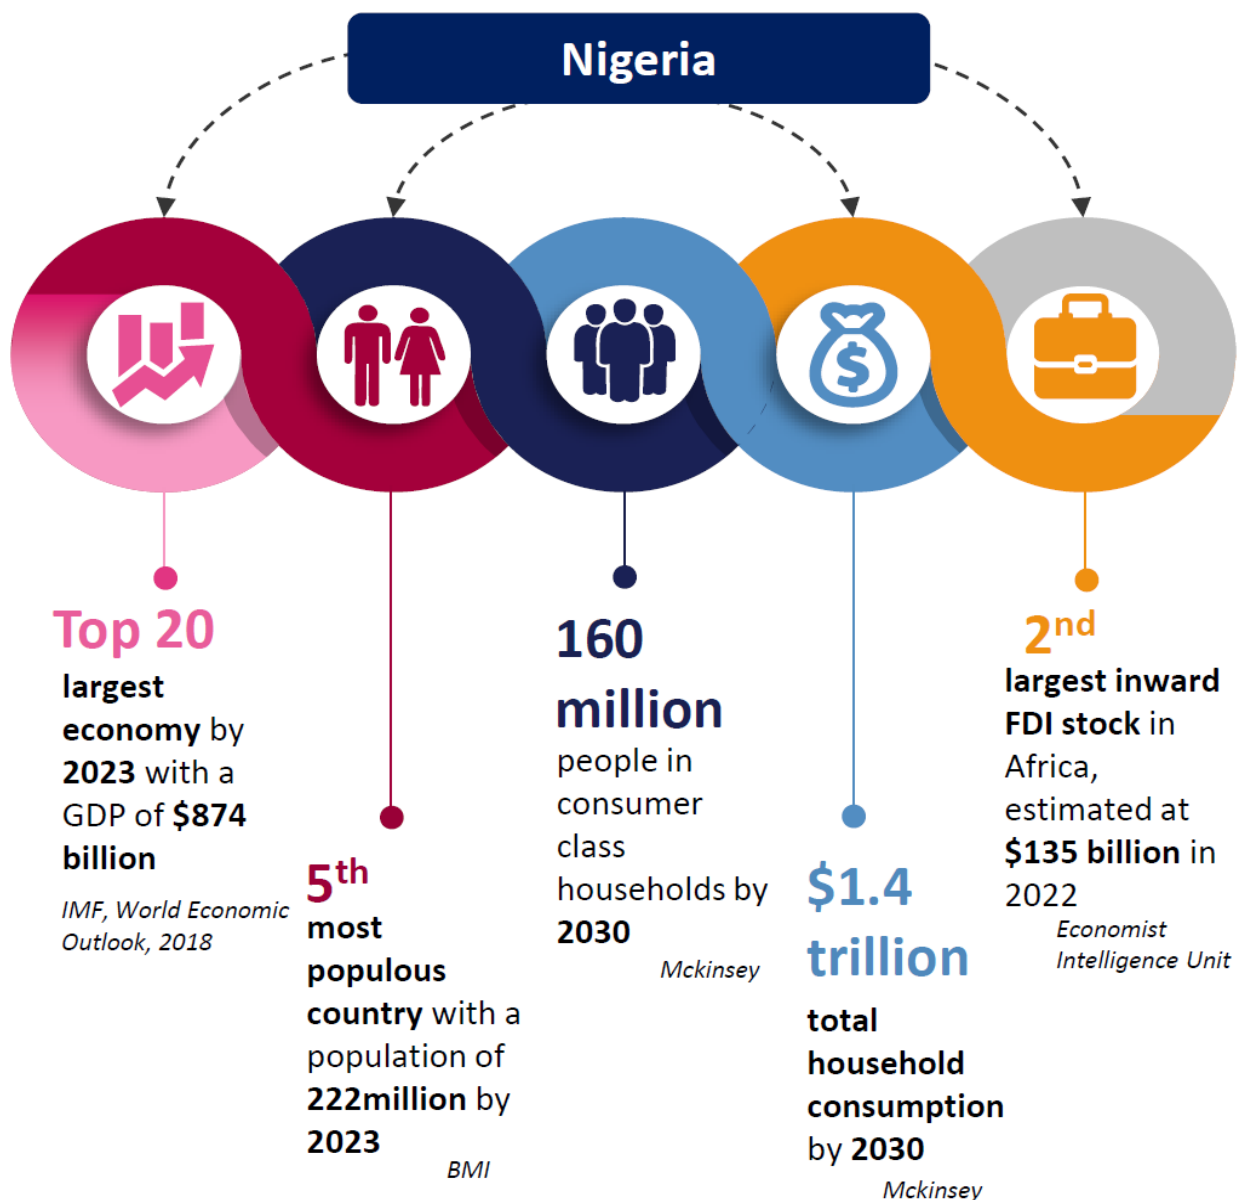 Nigeria
$
Top 20
largest
economy by
2023 with a
GDP of $874
billion
IMF, World Economic
Outlook, 2018
5th
most
populous
country with a
population of
222million by
2023
BMI
160
million
people in
consumer
class
households by
2030
Mckinsey
$1.4
trillion
total
household
consumption
by 2030
Mckinsey
2nd
largest inward
FDI stock in
Africa,
estimated at
$135 billion in
2022
Economist
Intelligence Unit